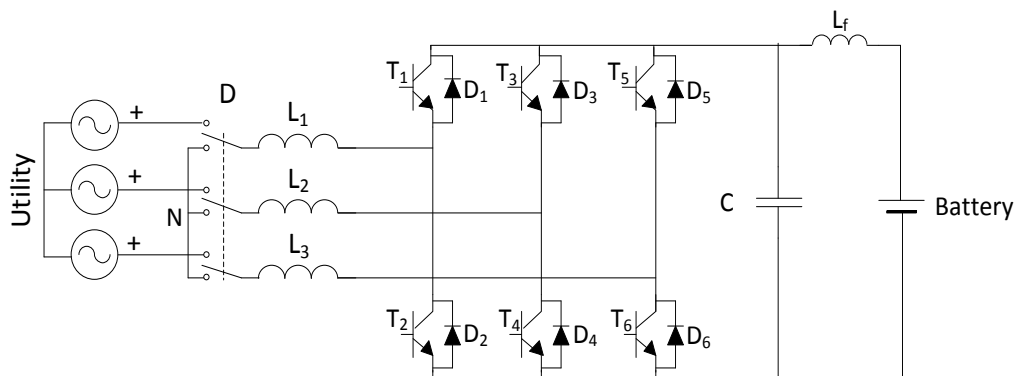 Utility
+
+
+
D
N
L1
L2
L3
T1
D1
T3
D3
T5
D5
T2
D2
T4
D4
T6
D6
C
Lf
Battery